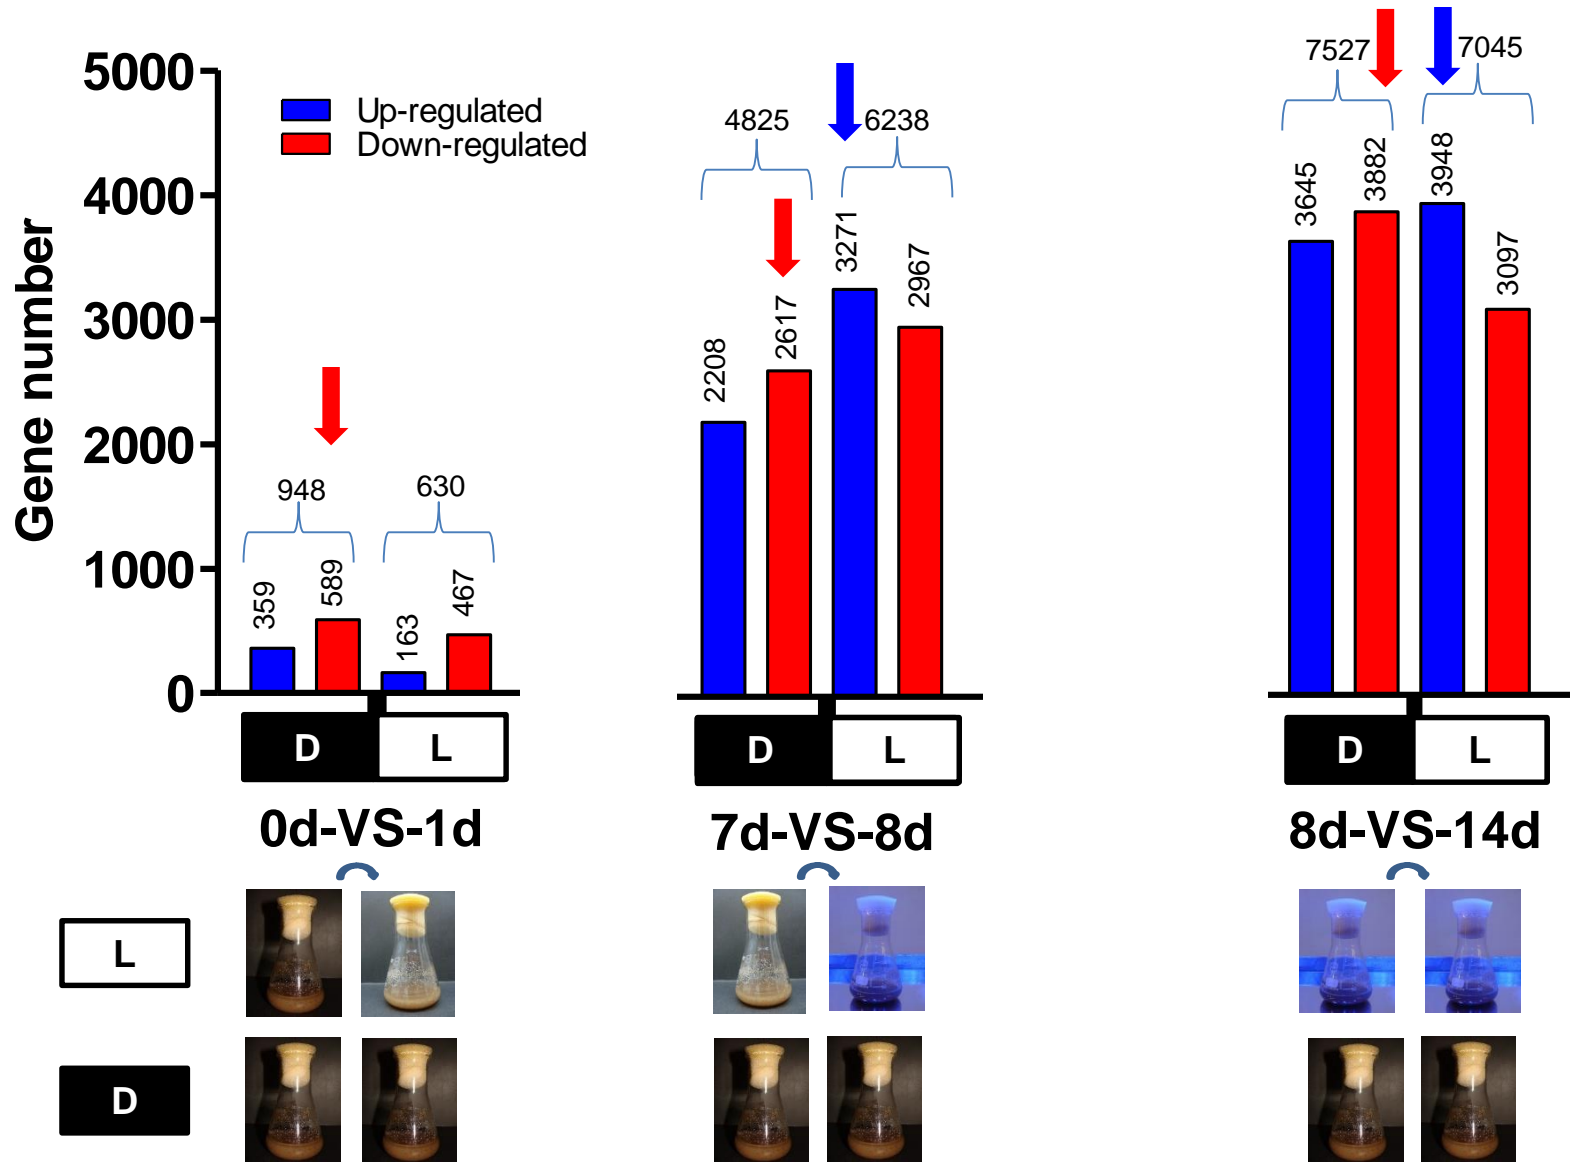 Gene number
5000
4000
3000
2000
1000
0
Up-regulated
Down-regulated
948
630
359
589
163
467
4825
6238
2208
2617
3271
2967
7527
7045
3645
3882
3948
3097
D
L
D
L
D
L
0d-VS-1d
7d-VS-8d
8d-VS-14d
L
D